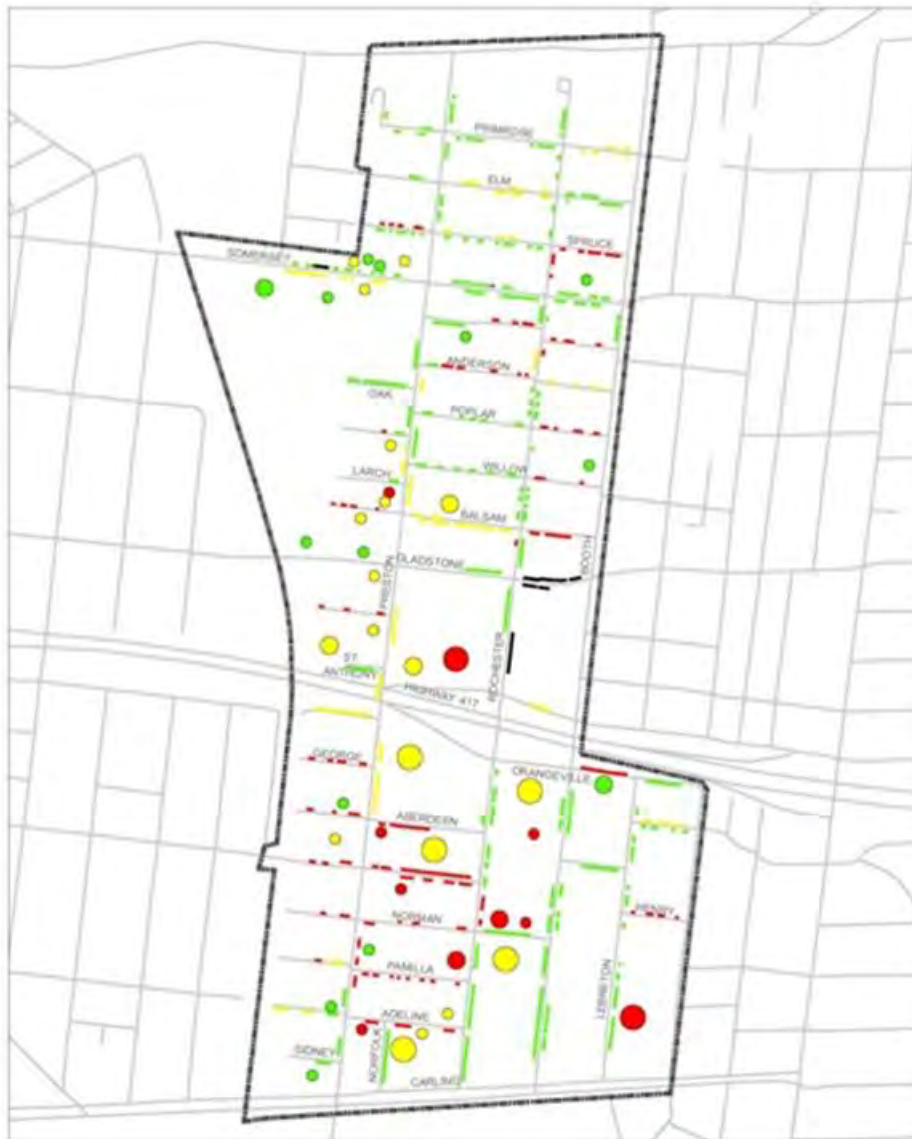 PRIMROSE
ELM
SPRUCE
SOMERSET
ANDERSON
OAK
POPLAR
WILLOW
LARCH
BALSAM
BOOTH
GLADSTONE
PRESTON
ROCHESTER
ST.
ANTHONY
HIGHWAY 417
GEORGE
ORANGEVILLE
ABERDEEN
HENRY
NORMAN
PAMILLA
LEBRETON
ADELINE
NORFOLK
SIDNEY
CARLING